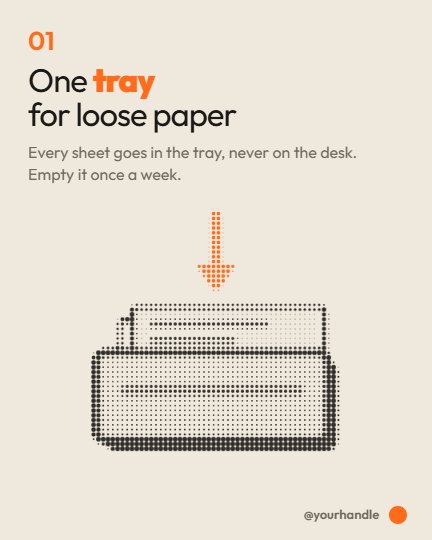 01
One tray
for loose paper
Every sheet goes in the tray, never on the desk.
Empty it once a week.
@yourhandle